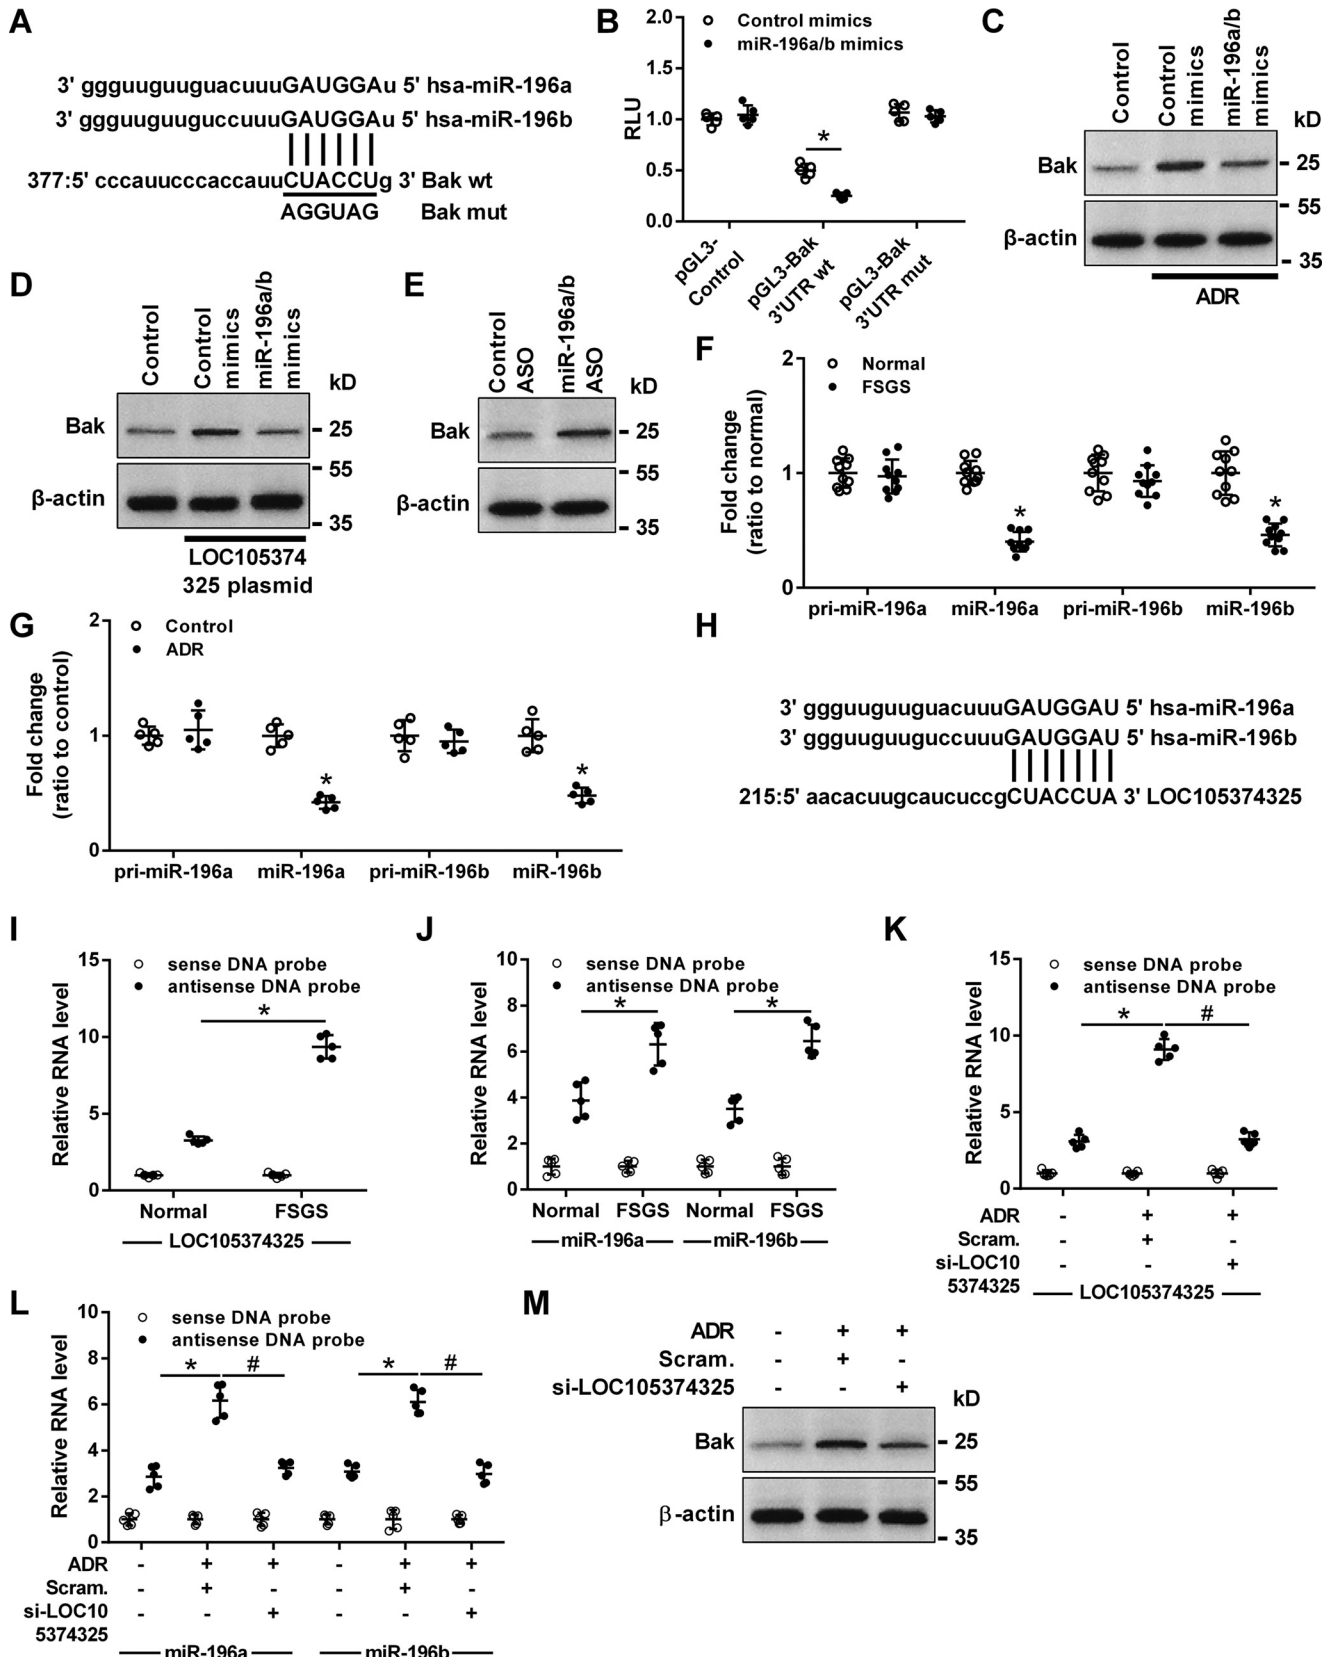 A
3' ggguuguuguacuuuGAUGGAu 5' hsa-miR-196a
3' ggguuguuguccuuuGAUGGAu 5' hsa-miR-196b
377:5' cccauucccaccauuCUACCUg 3' Bak wt
AGGUAG Bak mut
B
Control mimics
miR-196a/b mimics
RLU
2.0
1.5
1.0
0.5
0.0
*
pGL3-
Control
pGL3-Bak
3'UTR wt
pGL3-Bak
3'UTR mut
C
Control
Control
mimics
miR-196a/b
mimics
kD
Bak
25
55
β-actin
35
ADR
D
Control
Control
mimics
miR-196a/b
mimics
kD
Bak
25
55
β-actin
35
LOC105374
325 plasmid
E
Control
ASO
miR-196a/b
ASO
kD
Bak
25
55
β-actin
35
F
Normal
FSGS
Fold change
(ratio to normal)
2
1
0
* *
pri-miR-196a miR-196a pri-miR-196b miR-196b
G
Control
ADR
Fold change
(ratio to control)
2
1
0
* *
pri-miR-196a miR-196a pri-miR-196b miR-196b
H
3' ggguuguuguacuuuGAUGGAU 5' hsa-miR-196a
3' ggguuguuguccuuuGAUGGAU 5' hsa-miR-196b
215:5' aacacuugcaucuccgCUACCUA 3' LOC105374325
I
sense DNA probe
antisense DNA probe
Relative RNA level
15
10
5
0
*
Normal FSGS
LOC105374325
J
sense DNA probe
antisense DNA probe
Relative RNA level
10
8
6
4
2
0
* *
Normal FSGS Normal FSGS
miR-196a miR-196b
K
sense DNA probe
antisense DNA probe
Relative RNA level
15
10
5
0
* #
ADR - + +
Scram. - + -
si-LOC10 - - +
5374325
LOC105374325
L
sense DNA probe
antisense DNA probe
Relative RNA level
10
8
6
4
2
0
* # * #
ADR - + + - + +
Scram. - + - - + -
si-LOC10 - - + - - +
5374325
miR-196a miR-196b
M
ADR - + +
Scram. - + -
si-LOC105374325 - - +
kD
Bak
25
55
β-actin
35